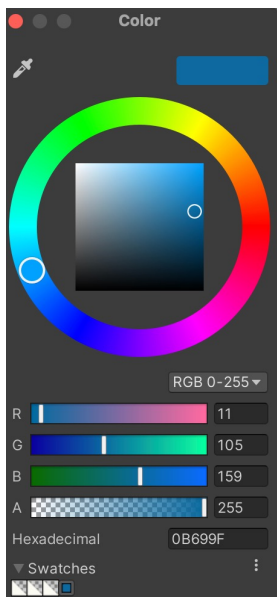 Color
RGB 0-255
R 11
G 105
B 159
A 255
Hexadecimal 0B699F
Swatches